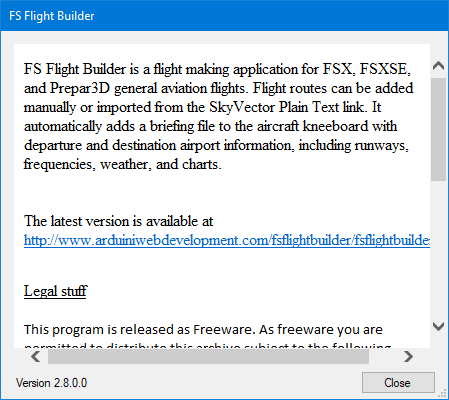 FS Flight Builder
FS Flight Builder is a flight making application for FSX, FSXSE,
and Prepar3D general aviation flights. Flight routes can be added
manually or imported from the SkyVector Plain Text link. It
automatically adds a briefing file to the aircraft kneeboard with
departure and destination airport information, including runways,
frequencies, weather, and charts.
The latest version is available at
http://www.arduiniwebdevelopment.com/fsflightbuilder/fsflightbuilde
Legal stuff
This program is released as Freeware. As freeware you are
permitted to distribute this archive subject to the following
Version 2.8.0.0
Close